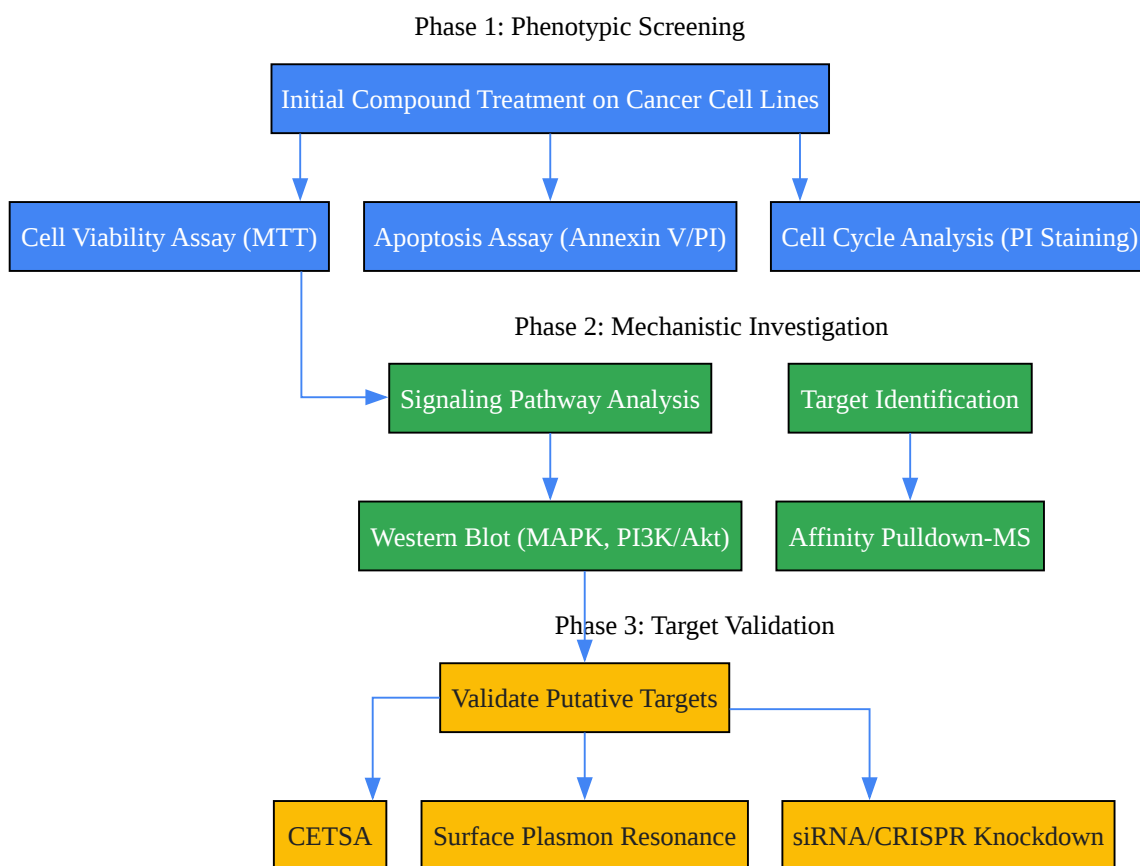 Phase 1: Phenotypic Screening
Initial Compound Treatment on Cancer Cell Lines
Cell Viability Assay (MTT)
Apoptosis Assay (Annexin V/PI)
Cell Cycle Analysis (PI Staining)
Phase 2: Mechanistic Investigation
Signaling Pathway Analysis
Target Identification
Western Blot (MAPK, PI3K/Akt)
Affinity Pulldown-MS
Phase 3: Target Validation
Validate Putative Targets
CETSA
Surface Plasmon Resonance
siRNA/CRISPR Knockdown